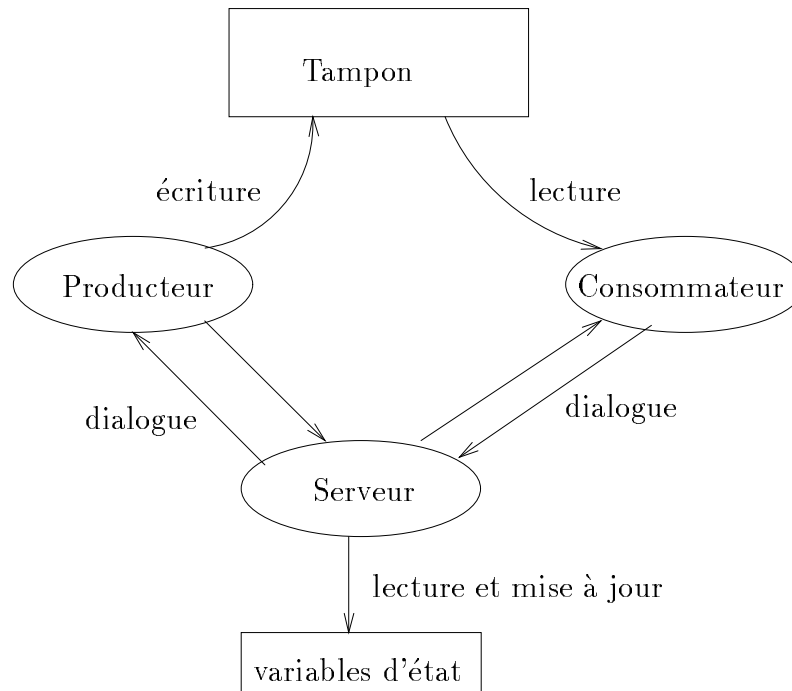 Tampon
écriture
lecture
Producteur
Consommateur
dialogue
dialogue
Serveur
lecture et mise à jour
variables d'état